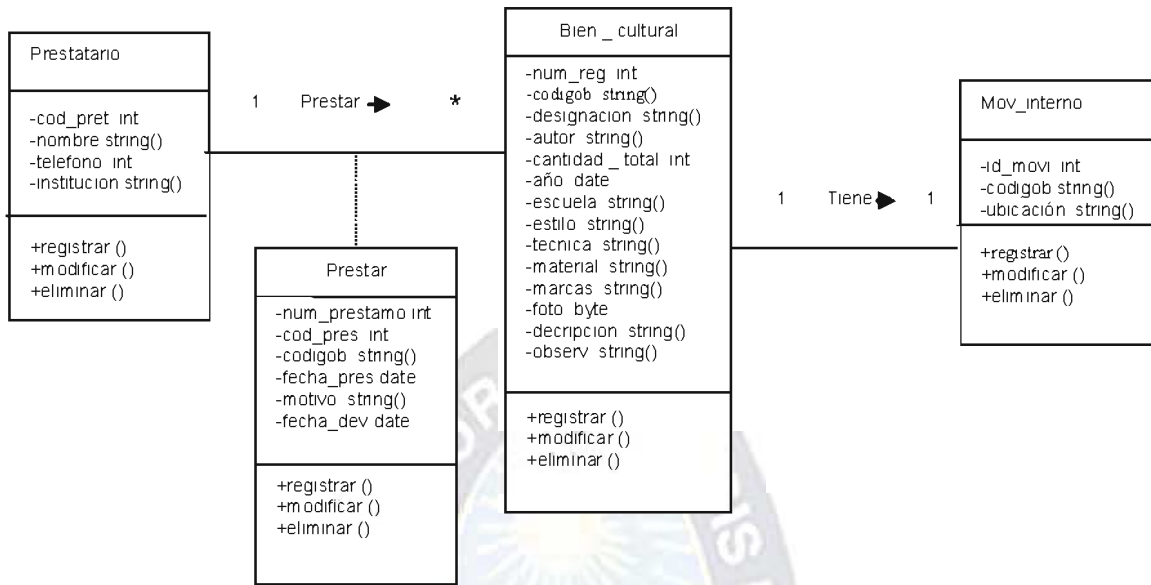 Prestatario
-cod_pret int
-nombre string()
-telefono int
-institucion string()
+registrar ()
+modificar ()
+eliminar ()
1 Prestar *
Prestar
-num_prestamo int
-cod_pres int
-codigob string()
-fecha_pres date
-motivo string()
-fecha_dev date
+registrar ()
+modificar ()
+eliminar ()
Bien _ cultural
-num_reg int
-codigob string()
-designacion string()
-autor string()
-cantidad _ total int
-año date
-escuela string()
-estilo string()
-tecnica string()
-material string()
-marcas string()
-foto byte
-decripcion string()
-observ string()
+registrar ()
+modificar ()
+eliminar ()
1 Tiene 1
Mov_interno
-id_movi int
-codigob string()
-ubicación string()
+registrar ()
+modificar ()
+eliminar ()